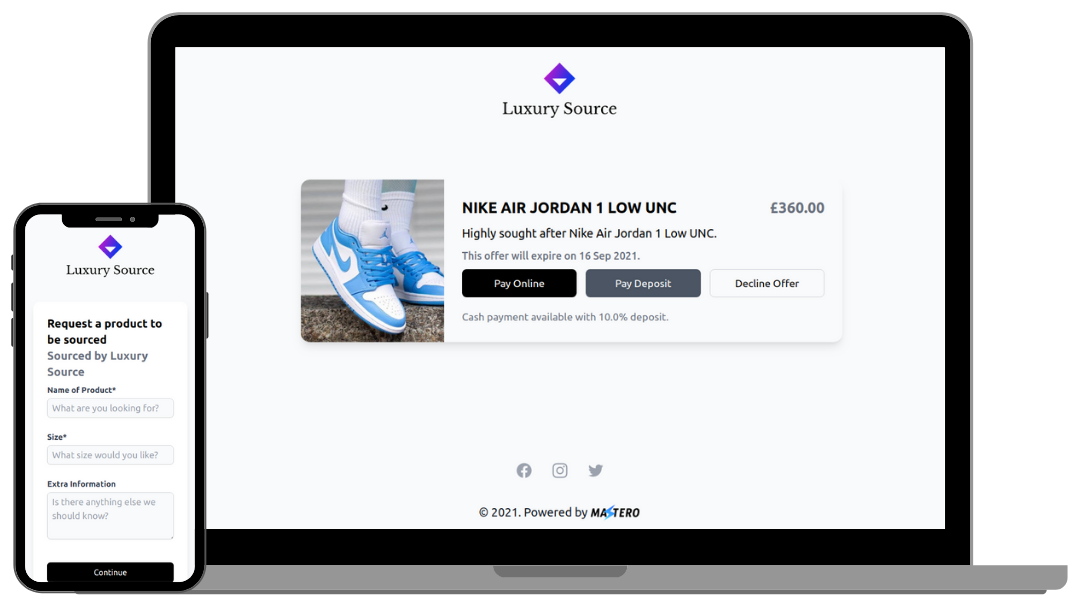 Luxury Source
NIKE AIR JORDAN 1 LOW UNC
£360.00
Highly sought after Nike Air Jordan 1 Low UNC.
This offer will expire on 16 Sep 2021.
Pay Online
Pay Deposit
Decline Offer
Cash payment available with 10.0% deposit.
© 2021. Powered by MASTERO
Luxury Source
Request a product to
be sourced
Sourced by Luxury
Source
Name of Product*
What are you looking for?
Size*
What size would you like?
Extra Information
Is there anything else we
should know?
Continue